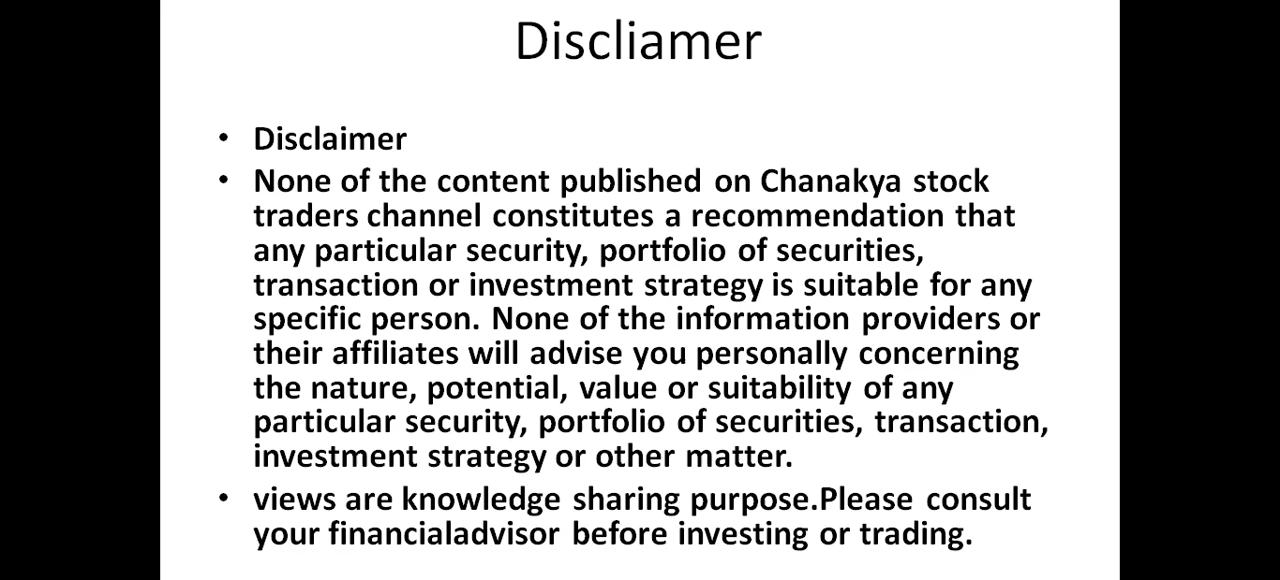 Discliamer
• Disclaimer
• None of the content published on Chanakya stock
traders channel constitutes a recommendation that
any particular security, portfolio of securities,
transaction or investment strategy is suitable for any
specific person. None of the information providers or
their affiliates will advise you personally concerning
the nature, potential, value or suitability of any
particular security, portfolio of securities, transaction,
investment strategy or other matter.
• views are knowledge sharing purpose.Please consult
your financialadvisor before investing or trading.